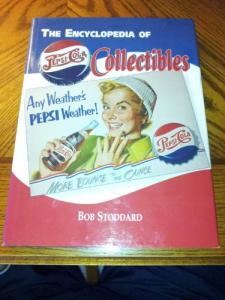 THE ENCYCLOPEDIA OF
PEPSI-COLA
Collectibles
Any Weather's
PEPSI Weather!
PEPSI-COLA
PEPSI-COLA
MORE BOUNCE TO THE OUNCE
BOB STODDARD